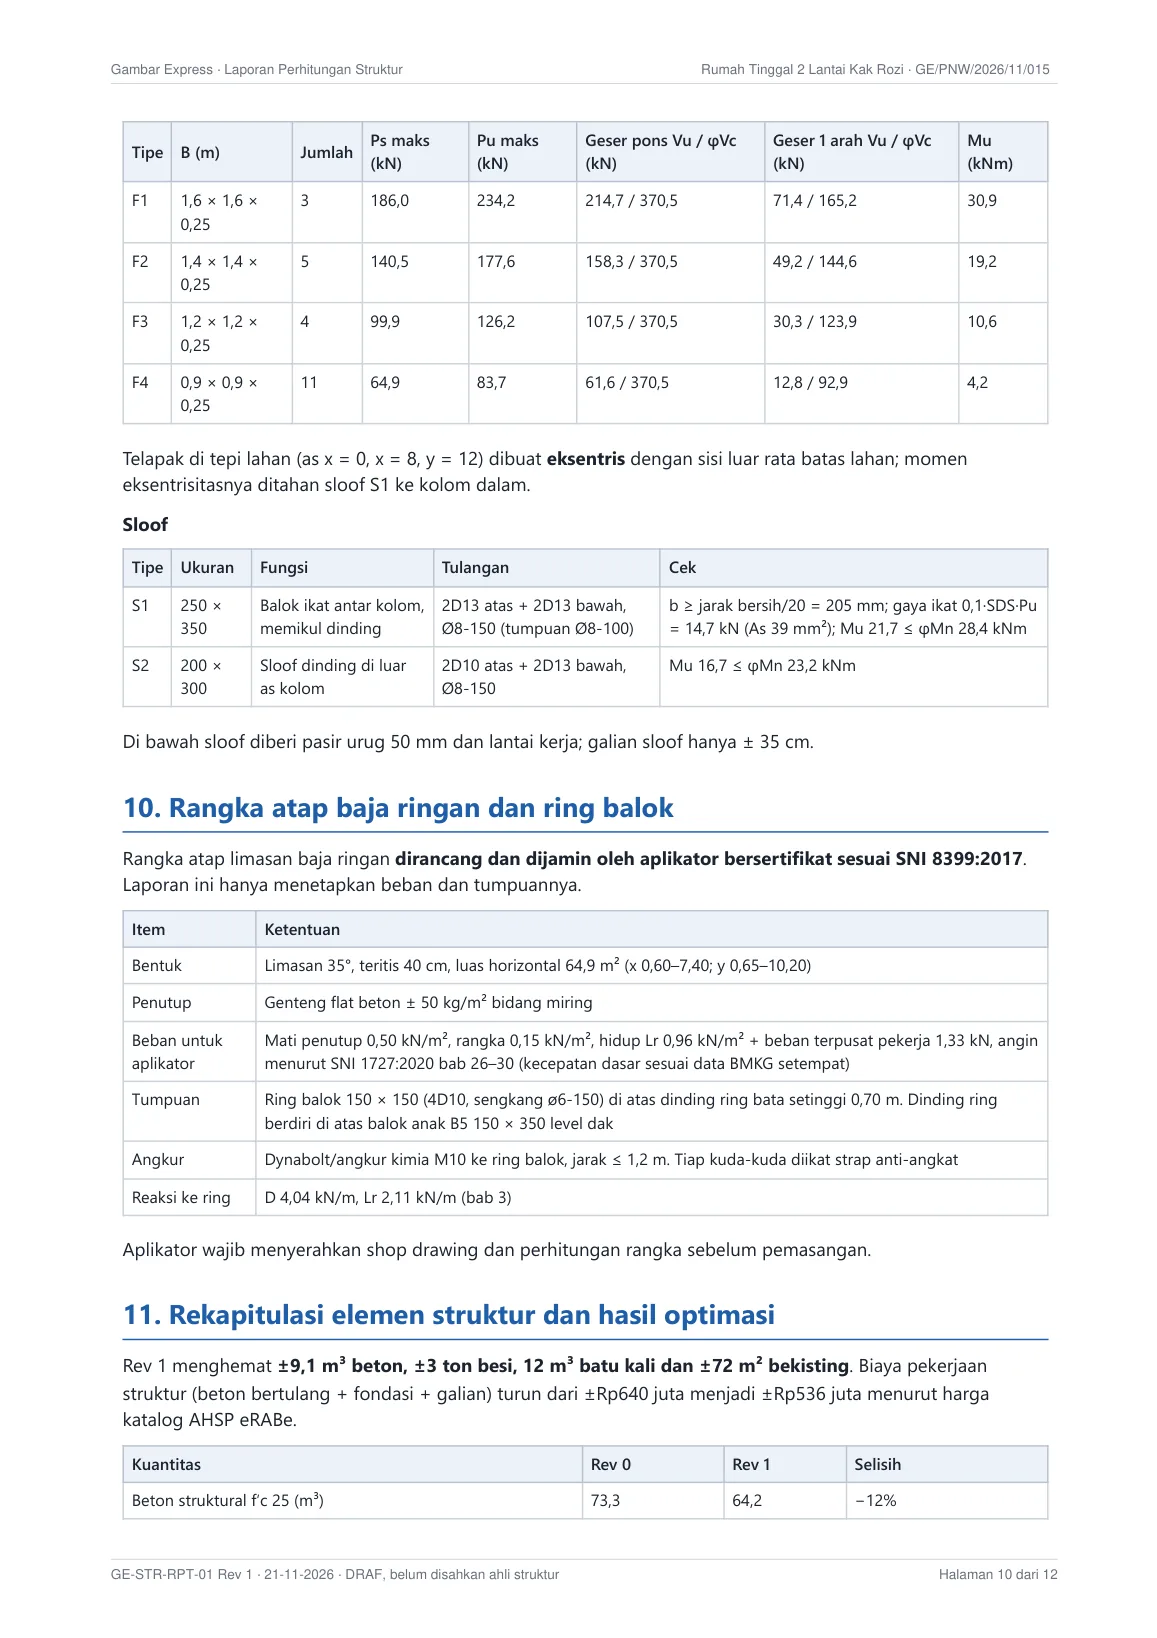 Gambar Express · Laporan Perhitungan Struktur
Rumah Tinggal 2 Lantai Kak Rozi · GE/PNW/2026/11/015
Tipe B (m) Jumlah Ps maks (kN) Pu maks (kN) Geser pons Vu / φVc (kN) Geser 1 arah Vu / φVc (kN) Mu (kNm)
F1 1,6 × 1,6 × 0,25 3 186,0 234,2 214,7 / 370,5 71,4 / 165,2 30,9
F2 1,4 × 1,4 × 0,25 5 140,5 177,6 158,3 / 370,5 49,2 / 144,6 19,2
F3 1,2 × 1,2 × 0,25 4 99,9 126,2 107,5 / 370,5 30,3 / 123,9 10,6
F4 0,9 × 0,9 × 0,25 11 64,9 83,7 61,6 / 370,5 12,8 / 92,9 4,2
Telapak di tepi lahan (as x = 0, x = 8, y = 12) dibuat eksentris dengan sisi luar rata batas lahan; momen
eksentrisitasnya ditahan sloof S1 ke kolom dalam.
Sloof
Tipe Ukuran Fungsi Tulangan Cek
S1 250 × 350 Balok ikat antar kolom, memikul dinding 2D13 atas + 2D13 bawah, Ø8-150 (tumpuan Ø8-100) b ≥ jarak bersih/20 = 205 mm; gaya ikat 0,1·SDS·Pu = 14,7 kN (As 39 mm²); Mu 21,7 ≤ φMn 28,4 kNm
S2 200 × 300 Sloof dinding di luar as kolom 2D10 atas + 2D13 bawah, Ø8-150 Mu 16,7 ≤ φMn 23,2 kNm
Di bawah sloof diberi pasir urug 50 mm dan lantai kerja; galian sloof hanya ± 35 cm.
10. Rangka atap baja ringan dan ring balok
Rangka atap limasan baja ringan dirancang dan dijamin oleh aplikator bersertifikat sesuai SNI 8399:2017.
Laporan ini hanya menetapkan beban dan tumpuannya.
Item Ketentuan
Bentuk Limasan 35°, teritis 40 cm, luas horizontal 64,9 m² (x 0,60–7,40; y 0,65–10,20)
Penutup Genteng flat beton ± 50 kg/m² bidang miring
Beban untuk aplikator Mati penutup 0,50 kN/m², rangka 0,15 kN/m², hidup Lr 0,96 kN/m² + beban terpusat pekerja 1,33 kN, angin menurut SNI 1727:2020 bab 26–30 (kecepatan dasar sesuai data BMKG setempat)
Tumpuan Ring balok 150 × 150 (4D10, sengkang ø6-150) di atas dinding ring bata setinggi 0,70 m. Dinding ring berdiri di atas balok anak B5 150 × 350 level dak
Angkur Dynabolt/angkur kimia M10 ke ring balok, jarak ≤ 1,2 m. Tiap kuda-kuda diikat strap anti-angkat
Reaksi ke ring D 4,04 kN/m, Lr 2,11 kN/m (bab 3)
Aplikator wajib menyerahkan shop drawing dan perhitungan rangka sebelum pemasangan.
11. Rekapitulasi elemen struktur dan hasil optimasi
Rev 1 menghemat ±9,1 m³ beton, ±3 ton besi, 12 m³ batu kali dan ±72 m² bekisting. Biaya pekerjaan
struktur (beton bertulang + fondasi + galian) turun dari ±Rp640 juta menjadi ±Rp536 juta menurut harga
katalog AHSP eRABe.
Kuantitas Rev 0 Rev 1 Selisih
Beton struktural f'c 25 (m³) 73,3 64,2 −12%
GE-STR-RPT-01 Rev 1 · 21-11-2026 · DRAF, belum disahkan ahli struktur
Halaman 10 dari 12